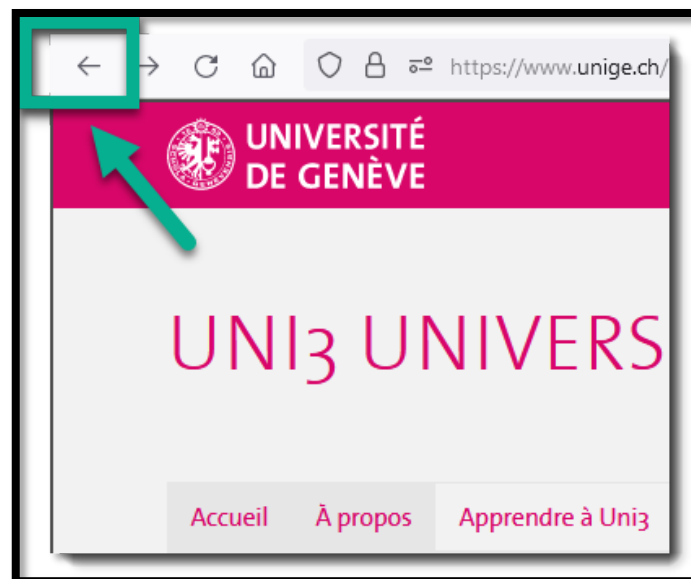 https://www.unige.ch/
UNIVERSITÉ
DE GENÈVE
UNI3 UNIVERS
Accueil À propos Apprendre à Uni3